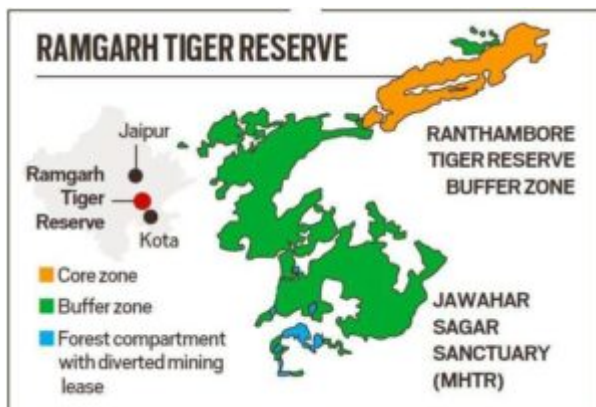 RAMGARH TIGER RESERVE
Jaipur
Ramgarh
Tiger
Reserve
Kota
Core zone
Buffer zone
Forest compartment
with diverted mining
lease
RANTHAMBORE
TIGER RESERVE
BUFFER ZONE
JAWAHAR
SAGAR
SANCTUARY
(MHTR)